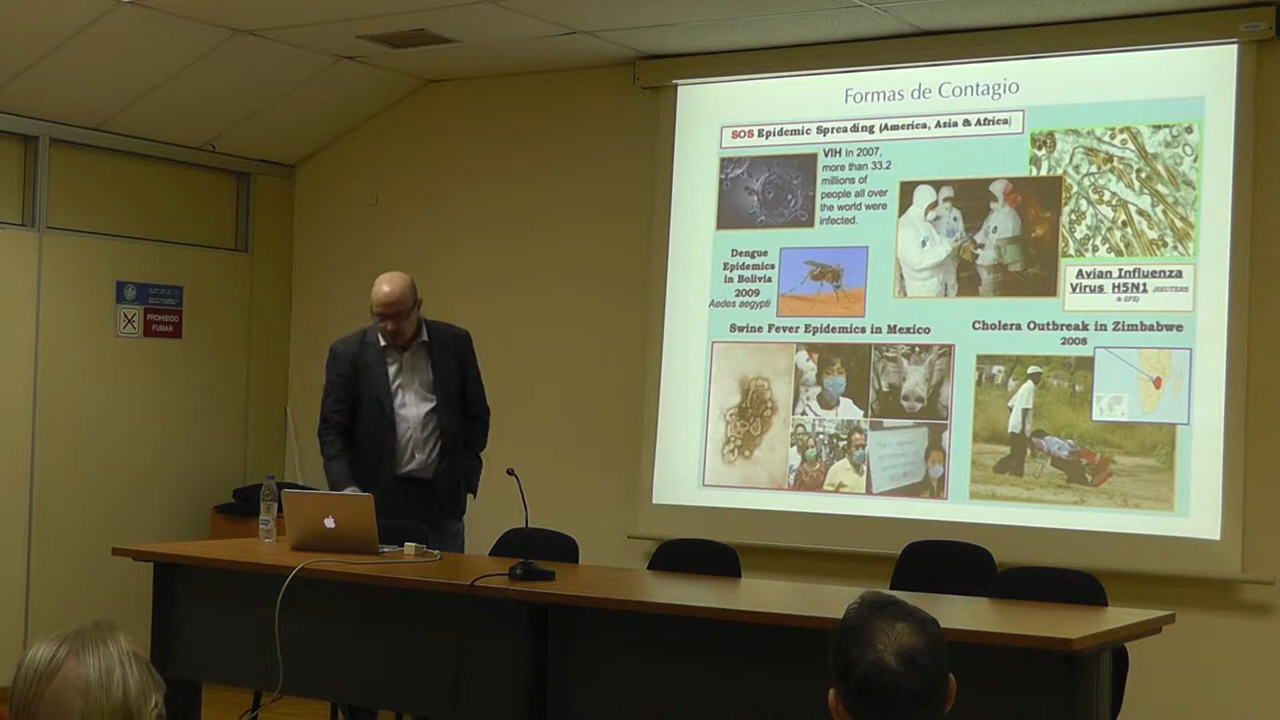 Formas de Contagio
SOS Epidemic Spreading (America, Asia & Africa)
VIH In 2007,
more than 33.2
millions of
people all over
the world were
infected.
Dengue
Epidemics
in Bolivia
2009
Aedes aegypti
Avian Influenza
Virus H5N1 (REUTERS
& EFE)
Swine Fever Epidemics in Mexico
Cholera Outbreak in Zimbabwe
2008
PROHIBIDO
FUMAR